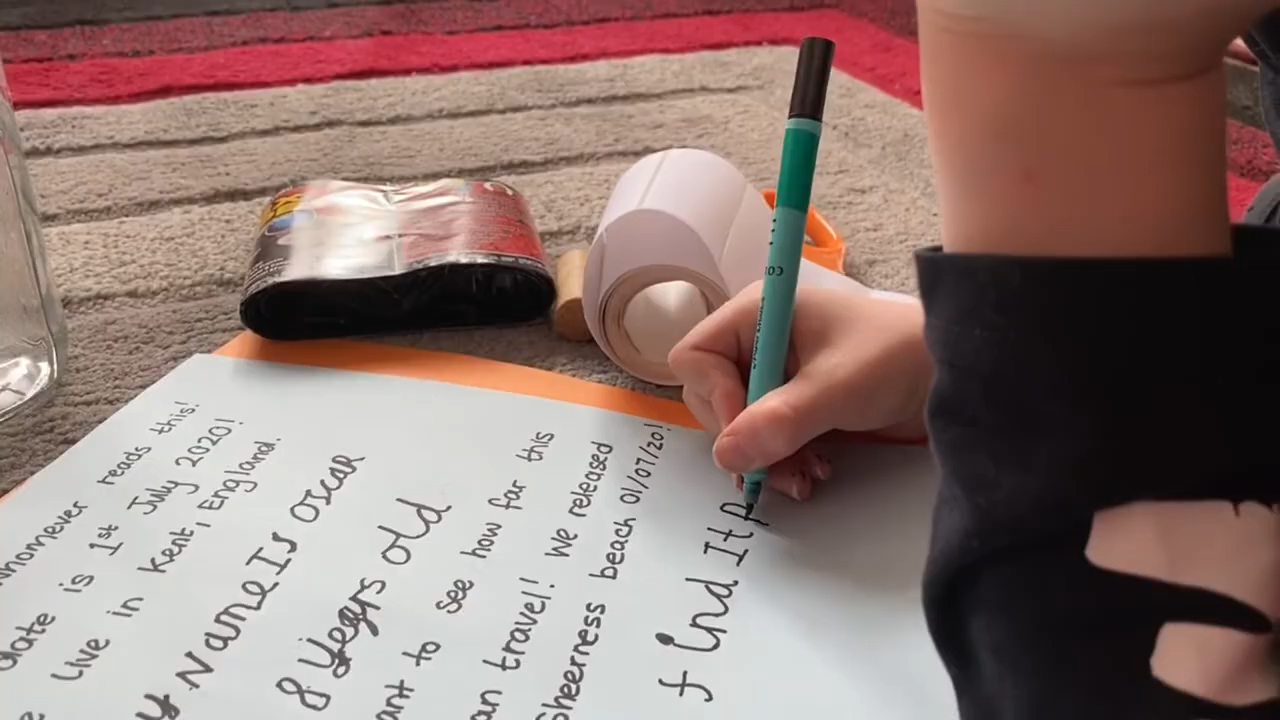 whomever reads this!
date is 1st July 2020!
live in Kent, England.
Name Is Oscar
8 Years old
ant to see how far this
an travel! We released
Sheerness beach 01/07/20!
f ind It